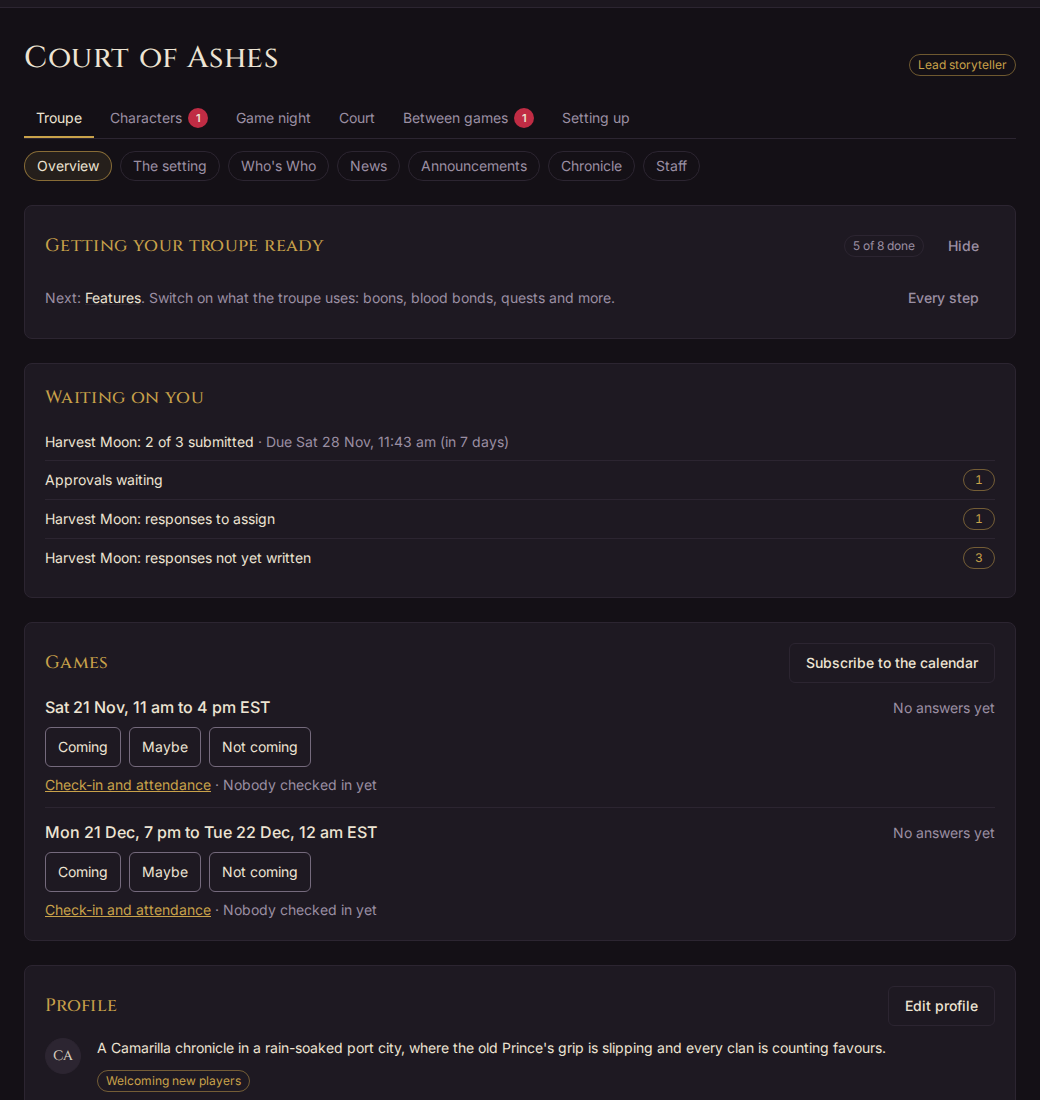 Court of Ashes
Lead storyteller
Troupe
Characters 1
Game night
Court
Between games 1
Setting up
Overview
The setting
Who's Who
News
Announcements
Chronicle
Staff
Getting your troupe ready
5 of 8 done
Hide
Next: Features. Switch on what the troupe uses: boons, blood bonds, quests and more.
Every step
Waiting on you
Harvest Moon: 2 of 3 submitted · Due Sat 28 Nov, 11:43 am (in 7 days)
Approvals waiting 1
Harvest Moon: responses to assign 1
Harvest Moon: responses not yet written 3
Games
Subscribe to the calendar
Sat 21 Nov, 11 am to 4 pm EST
No answers yet
Coming
Maybe
Not coming
Check-in and attendance · Nobody checked in yet
Mon 21 Dec, 7 pm to Tue 22 Dec, 12 am EST
No answers yet
Coming
Maybe
Not coming
Check-in and attendance · Nobody checked in yet
Profile
Edit profile
CA
A Camarilla chronicle in a rain-soaked port city, where the old Prince's grip is slipping and every clan is counting favours.
Welcoming new players